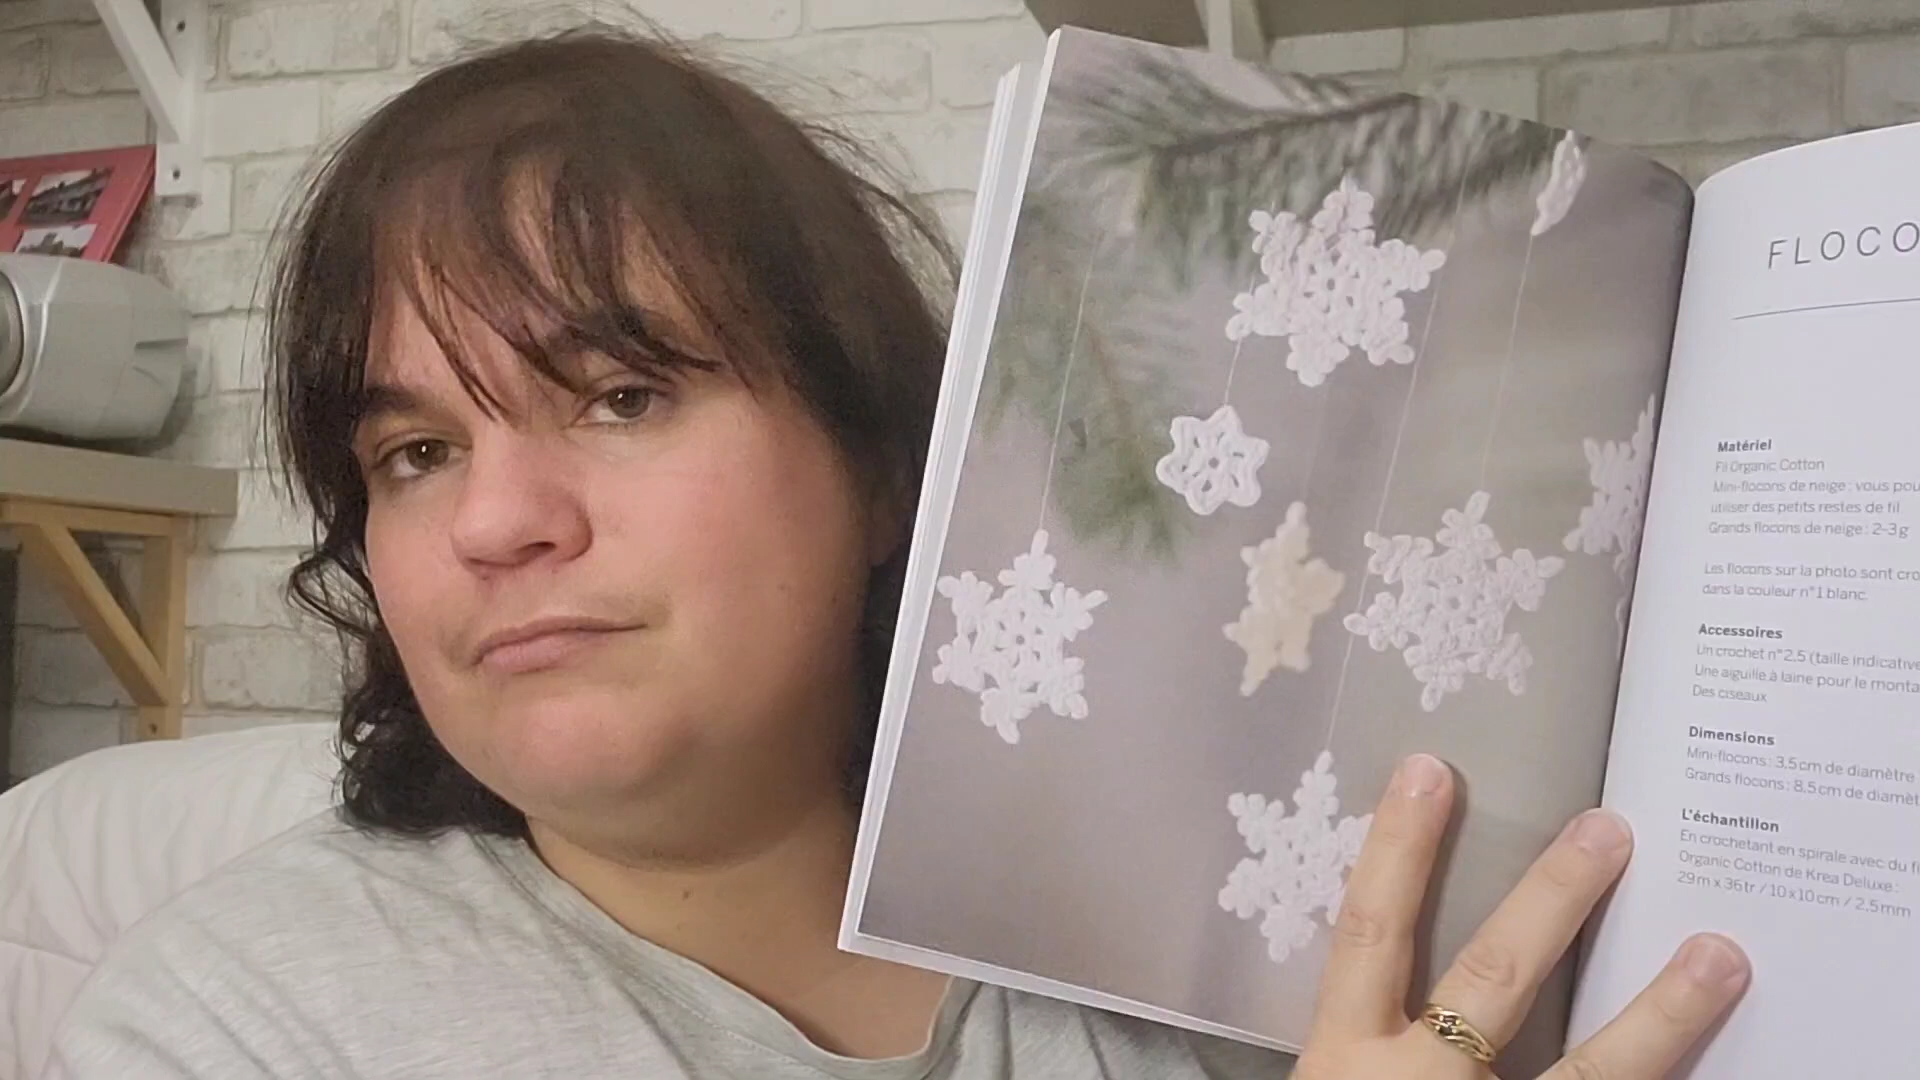 FLOCO
Matériel
Fil Organic Cotton
Mini-flocons de neige : vous pou
utiliser des petits restes de fil
Grands flocons de neige : 2–3 g
Les flocons sur la photo sont cro
dans la couleur n° 1 blanc.
Accessoires
Un crochet n° 2,5 (taille indicative
Une aiguille à laine pour le monta
Des ciseaux
Dimensions
Mini-flocons : 3,5 cm de diamètre
Grands flocons : 8,5 cm de diamèt
L'échantillon
En crochetant en spirale avec du fi
Organic Cotton de Krea Deluxe :
29 m x 36 tr / 10 x 10 cm / 2,5 mm